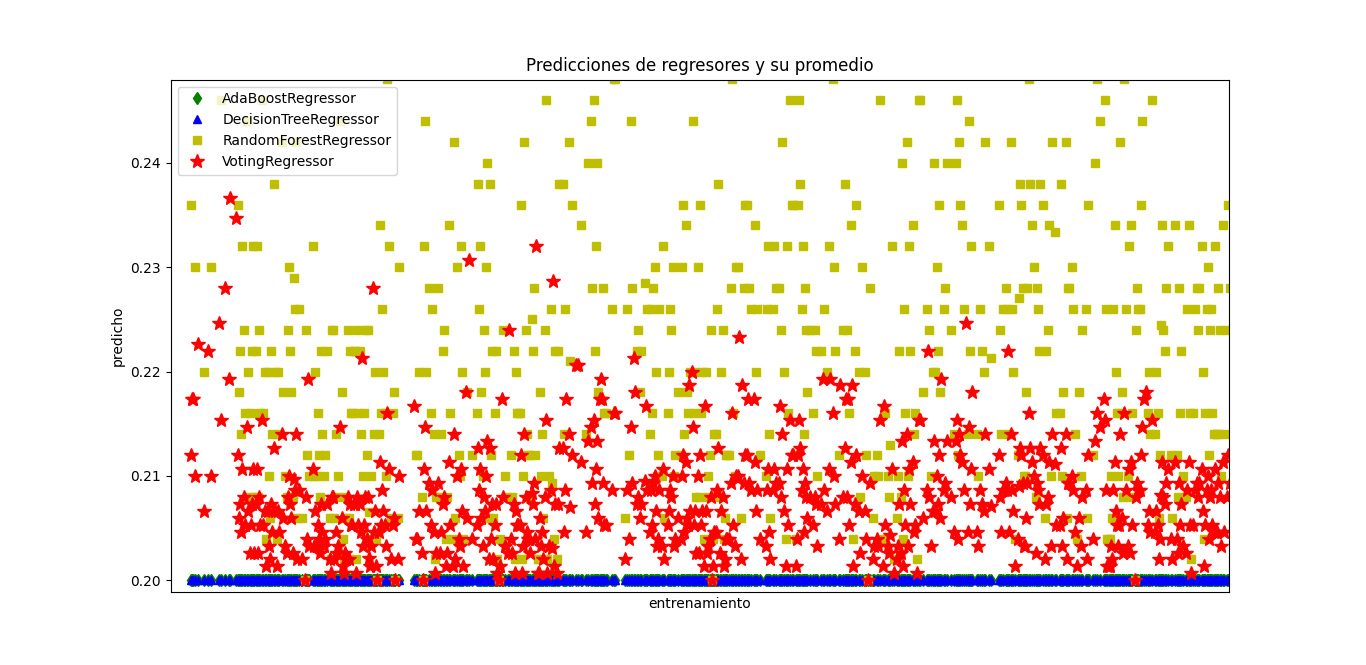 Predicciones de regresores y su promedio
AdaBoostRegressor
DecisionTreeRegressor
RandomForestRegressor
VotingRegressor
0.24
0.23
0.22
0.21
0.20
predicho
entrenamiento